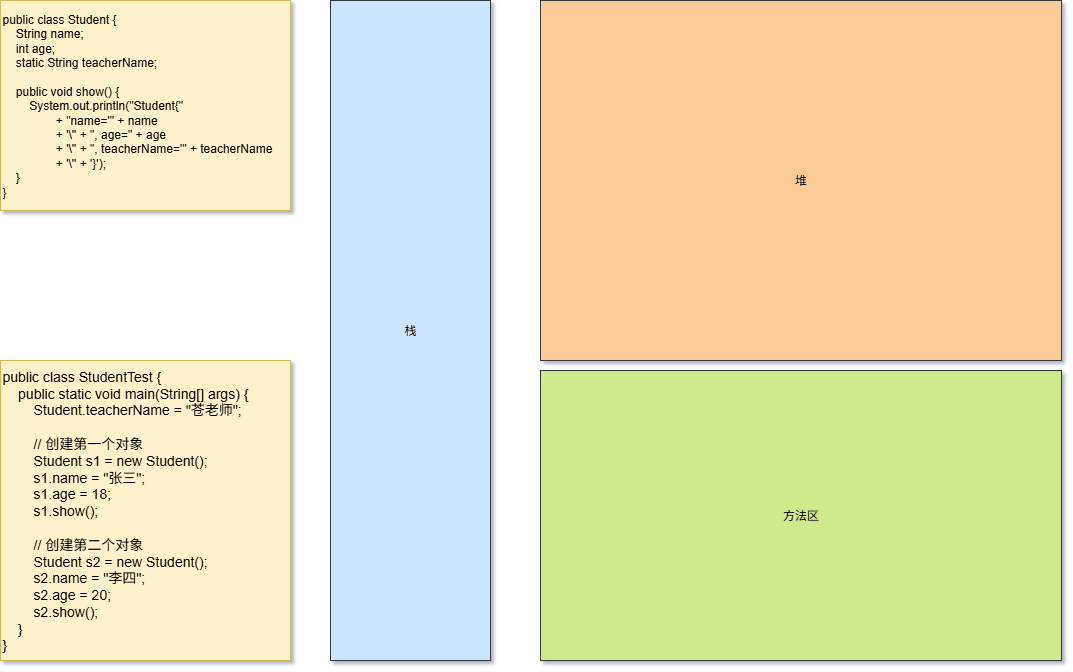 public class Student {
    String name;
    int age;
    static String teacherName;

    public void show() {
        System.out.println("Student{"
                + "name='" + name
                + '\'' + ", age=" + age
                + '\'' + ", teacherName='" + teacherName
                + '\'' + '}');
    }
}
栈
堆
public class StudentTest {
    public static void main(String[] args) {
        Student.teacherName = "苍老师";

        // 创建第一个对象
        Student s1 = new Student();
        s1.name = "张三";
        s1.age = 18;
        s1.show();

        // 创建第二个对象
        Student s2 = new Student();
        s2.name = "李四";
        s2.age = 20;
        s2.show();
    }
}
方法区